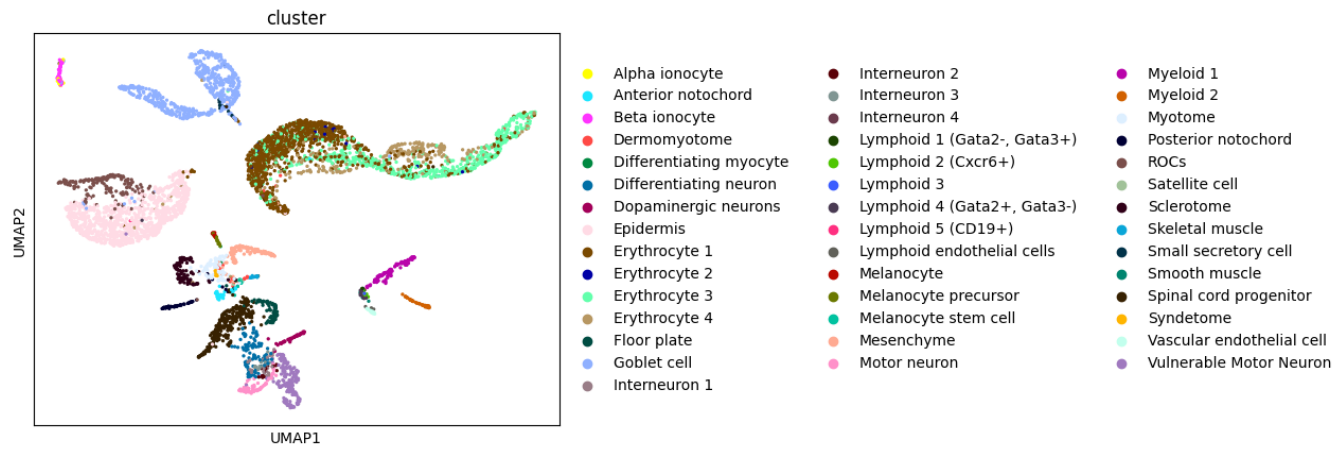 cluster
UMAP2
UMAP1
Alpha ionocyte
Anterior notochord
Beta ionocyte
Dermomyotome
Differentiating myocyte
Differentiating neuron
Dopaminergic neurons
Epidermis
Erythrocyte 1
Erythrocyte 2
Erythrocyte 3
Erythrocyte 4
Floor plate
Goblet cell
Interneuron 1
Interneuron 2
Interneuron 3
Interneuron 4
Lymphoid 1 (Gata2-, Gata3+)
Lymphoid 2 (Cxcr6+)
Lymphoid 3
Lymphoid 4 (Gata2+, Gata3-)
Lymphoid 5 (CD19+)
Lymphoid endothelial cells
Melanocyte
Melanocyte precursor
Melanocyte stem cell
Mesenchyme
Motor neuron
Myeloid 1
Myeloid 2
Myotome
Posterior notochord
ROCs
Satellite cell
Sclerotome
Skeletal muscle
Small secretory cell
Smooth muscle
Spinal cord progenitor
Syndetome
Vascular endothelial cell
Vulnerable Motor Neuron